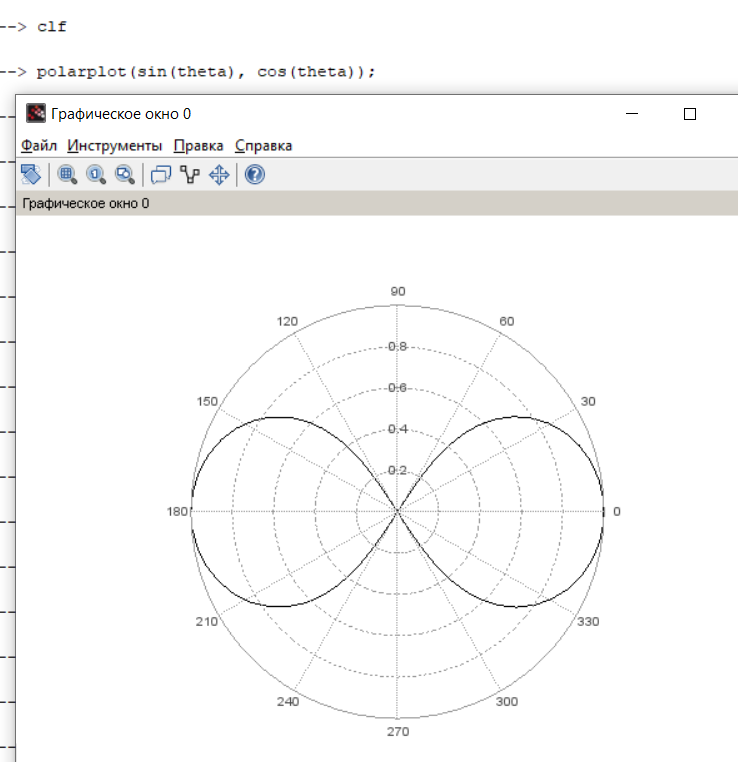 --> clf
--> polarplot(sin(theta), cos(theta));
Графическое окно 0
Файл Инструменты Правка Справка
Графическое окно 0
90
120 60
0.8
0.6
150 30
0.4
0.2
180 0
210 330
240 300
270